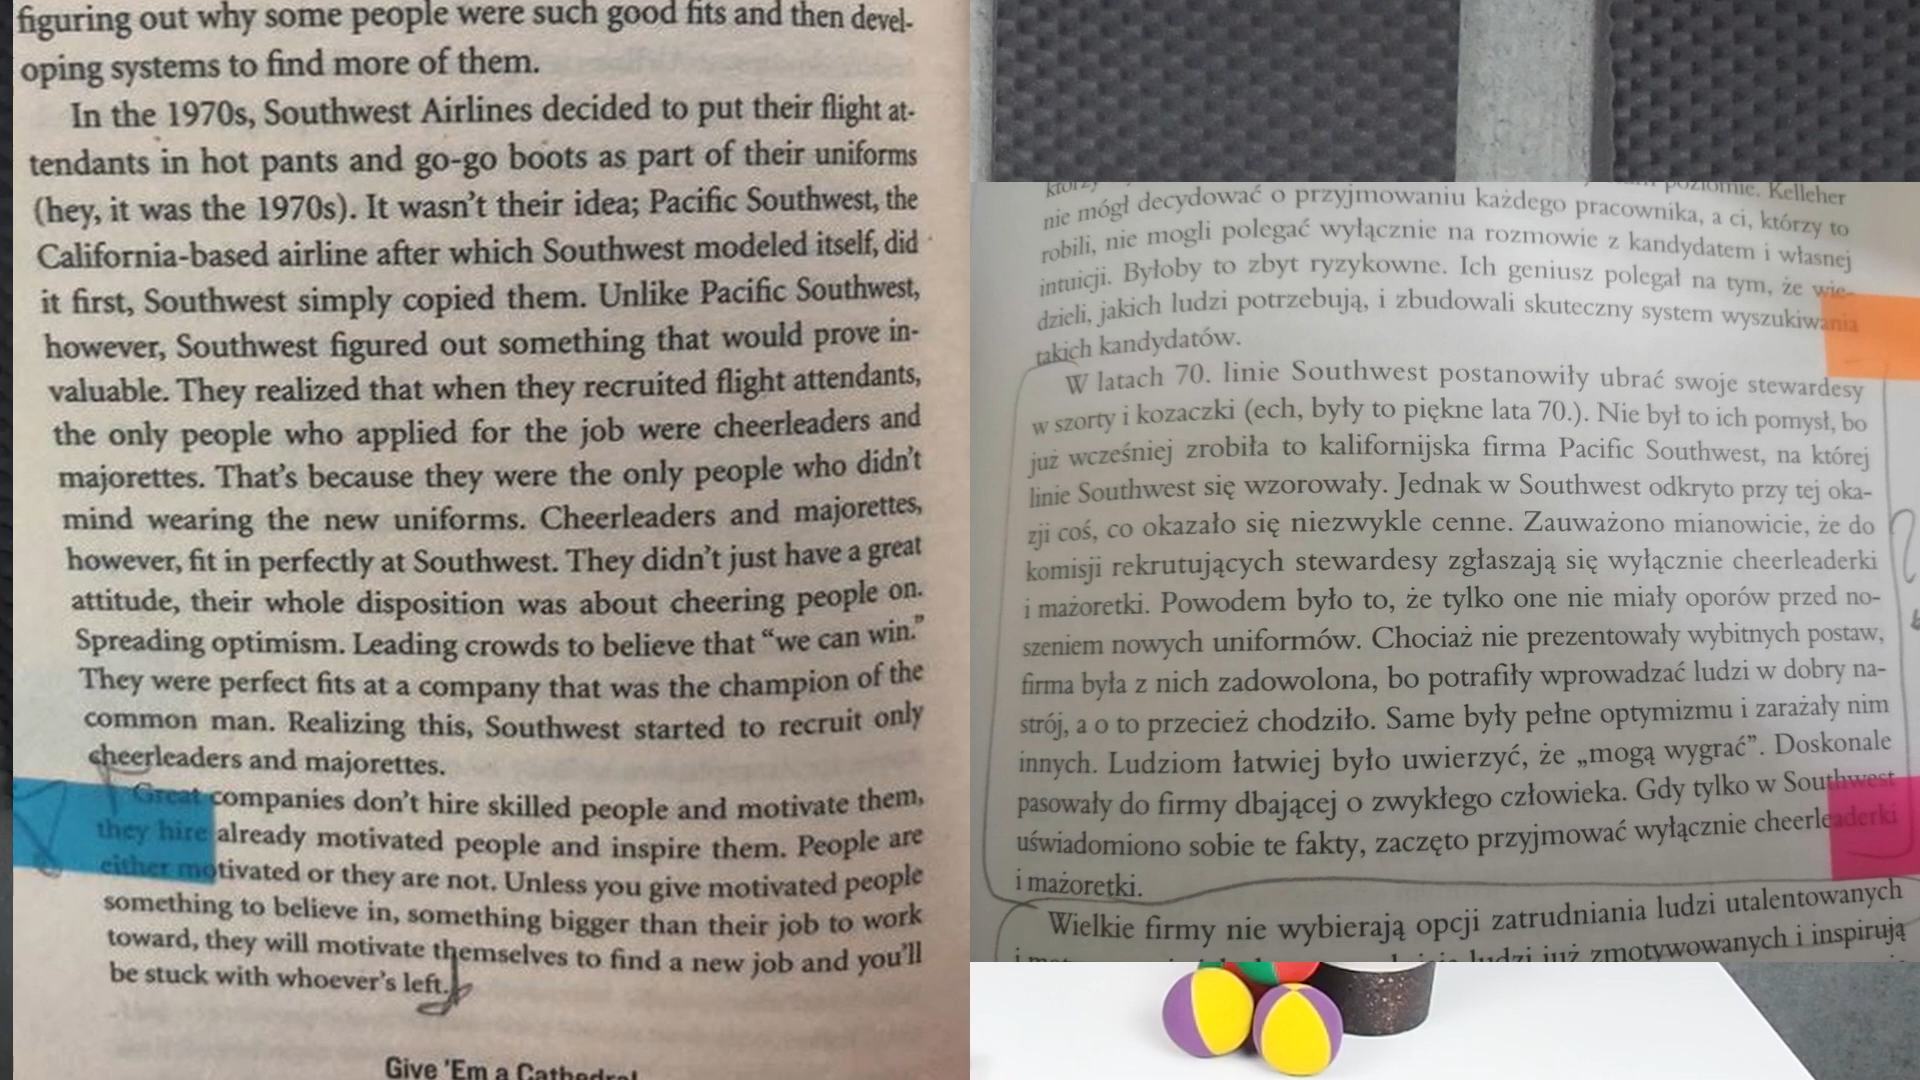 figuring out why some people were such good fits and then devel-
oping systems to find more of them.
In the 1970s, Southwest Airlines decided to put their flight at-
tendants in hot pants and go-go boots as part of their uniforms
(hey, it was the 1970s). It wasn't their idea; Pacific Southwest, the
California-based airline after which Southwest modeled itself, did
it first, Southwest simply copied them. Unlike Pacific Southwest,
however, Southwest figured out something that would prove in-
valuable. They realized that when they recruited flight attendants,
the only people who applied for the job were cheerleaders and
majorettes. That's because they were the only people who didn't
mind wearing the new uniforms. Cheerleaders and majorettes,
however, fit in perfectly at Southwest. They didn't just have a great
attitude, their whole disposition was about cheering people on.
Spreading optimism. Leading crowds to believe that “we can win.”
They were perfect fits at a company that was the champion of the
common man. Realizing this, Southwest started to recruit only
cheerleaders and majorettes.
Great companies don't hire skilled people and motivate them,
they hire already motivated people and inspire them. People are
either motivated or they are not. Unless you give motivated people
something to believe in, something bigger than their job to work
toward, they will motivate themselves to find a new job and you'll
be stuck with whoever's left.
Give 'Em a Cathedral
którzy poziomie. Kelleher
nie mógł decydować o przyjmowaniu każdego pracownika, a ci, którzy to
robili, nie mogli polegać wyłącznie na rozmowie z kandydatem i własnej
intuicji. Byłoby to zbyt ryzykowne. Ich geniusz polegał na tym, że wie-
dzieli, jakich ludzi potrzebują, i zbudowali skuteczny system wyszukiwania
takich kandydatów.
W latach 70. linie Southwest postanowiły ubrać swoje stewardesy
w szorty i kozaczki (ech, były to piękne lata 70.). Nie był to ich pomysł, bo
już wcześniej zrobiła to kalifornijska firma Pacific Southwest, na której
linie Southwest się wzorowały. Jednak w Southwest odkryto przy tej oka-
zji coś, co okazało się niezwykle cenne. Zauważono mianowicie, że do
komisji rekrutujących stewardesy zgłaszają się wyłącznie cheerleaderki
i mażoretki. Powodem było to, że tylko one nie miały oporów przed no-
szeniem nowych uniformów. Chociaż nie prezentowały wybitnych postaw,
firma była z nich zadowolona, bo potrafiły wprowadzać ludzi w dobry na-
strój, a o to przecież chodziło. Same były pełne optymizmu i zarażały nim
innych. Ludziom łatwiej było uwierzyć, że „mogą wygrać”. Doskonale
pasowały do firmy dbającej o zwykłego człowieka. Gdy tylko w Southwest
uświadomiono sobie te fakty, zaczęto przyjmować wyłącznie cheerleaderki
i mażoretki.
Wielkie firmy nie wybierają opcji zatrudniania ludzi utalentowanych
ludzi już zmotywowanych i inspirują